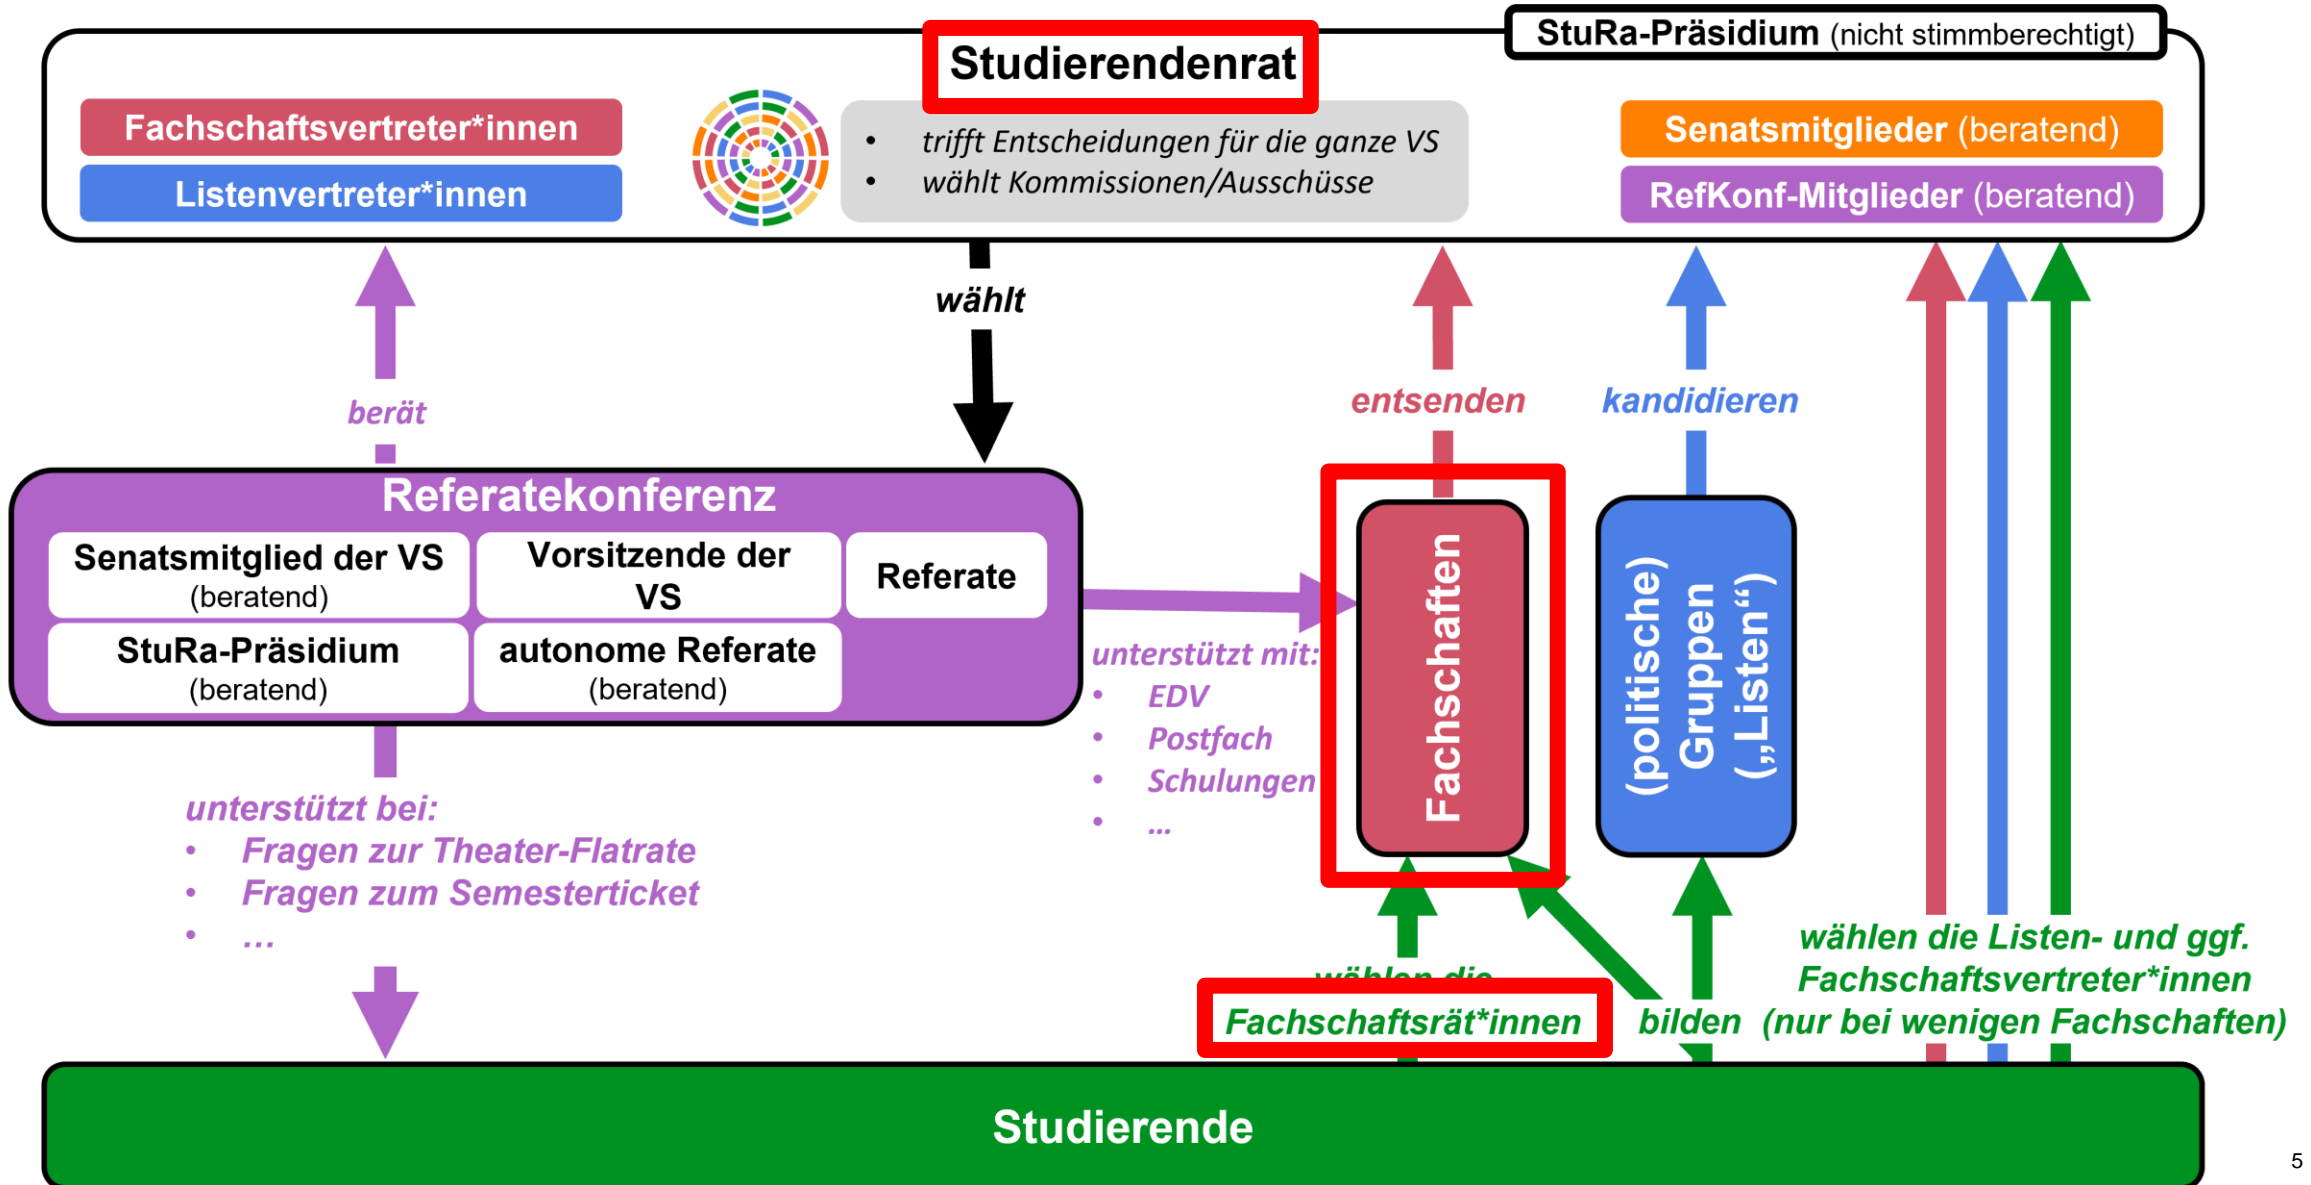 Studierendenrat
StuRa-Präsidium (nicht stimmberechtigt)
Fachschaftsvertreter*innen
Listenvertreter*innen
• trifft Entscheidungen für die ganze VS
• wählt Kommissionen/Ausschüsse
Senatsmitglieder (beratend)
RefKonf-Mitglieder (beratend)
wählt
berät
entsenden
kandidieren
Referatekonferenz
Senatsmitglied der VS
(beratend)
Vorsitzende der
VS
Referate
StuRa-Präsidium
(beratend)
autonome Referate
(beratend)
unterstützt mit:
• EDV
• Postfach
• Schulungen
• ...
Fachschaften
(politische)
Gruppen
(„Listen“)
unterstützt bei:
• Fragen zur Theater-Flatrate
• Fragen zum Semesterticket
• ...
wählen die
Fachschaftsrät*innen
bilden
wählen die Listen- und ggf.
Fachschaftsvertreter*innen
(nur bei wenigen Fachschaften)
Studierende
5